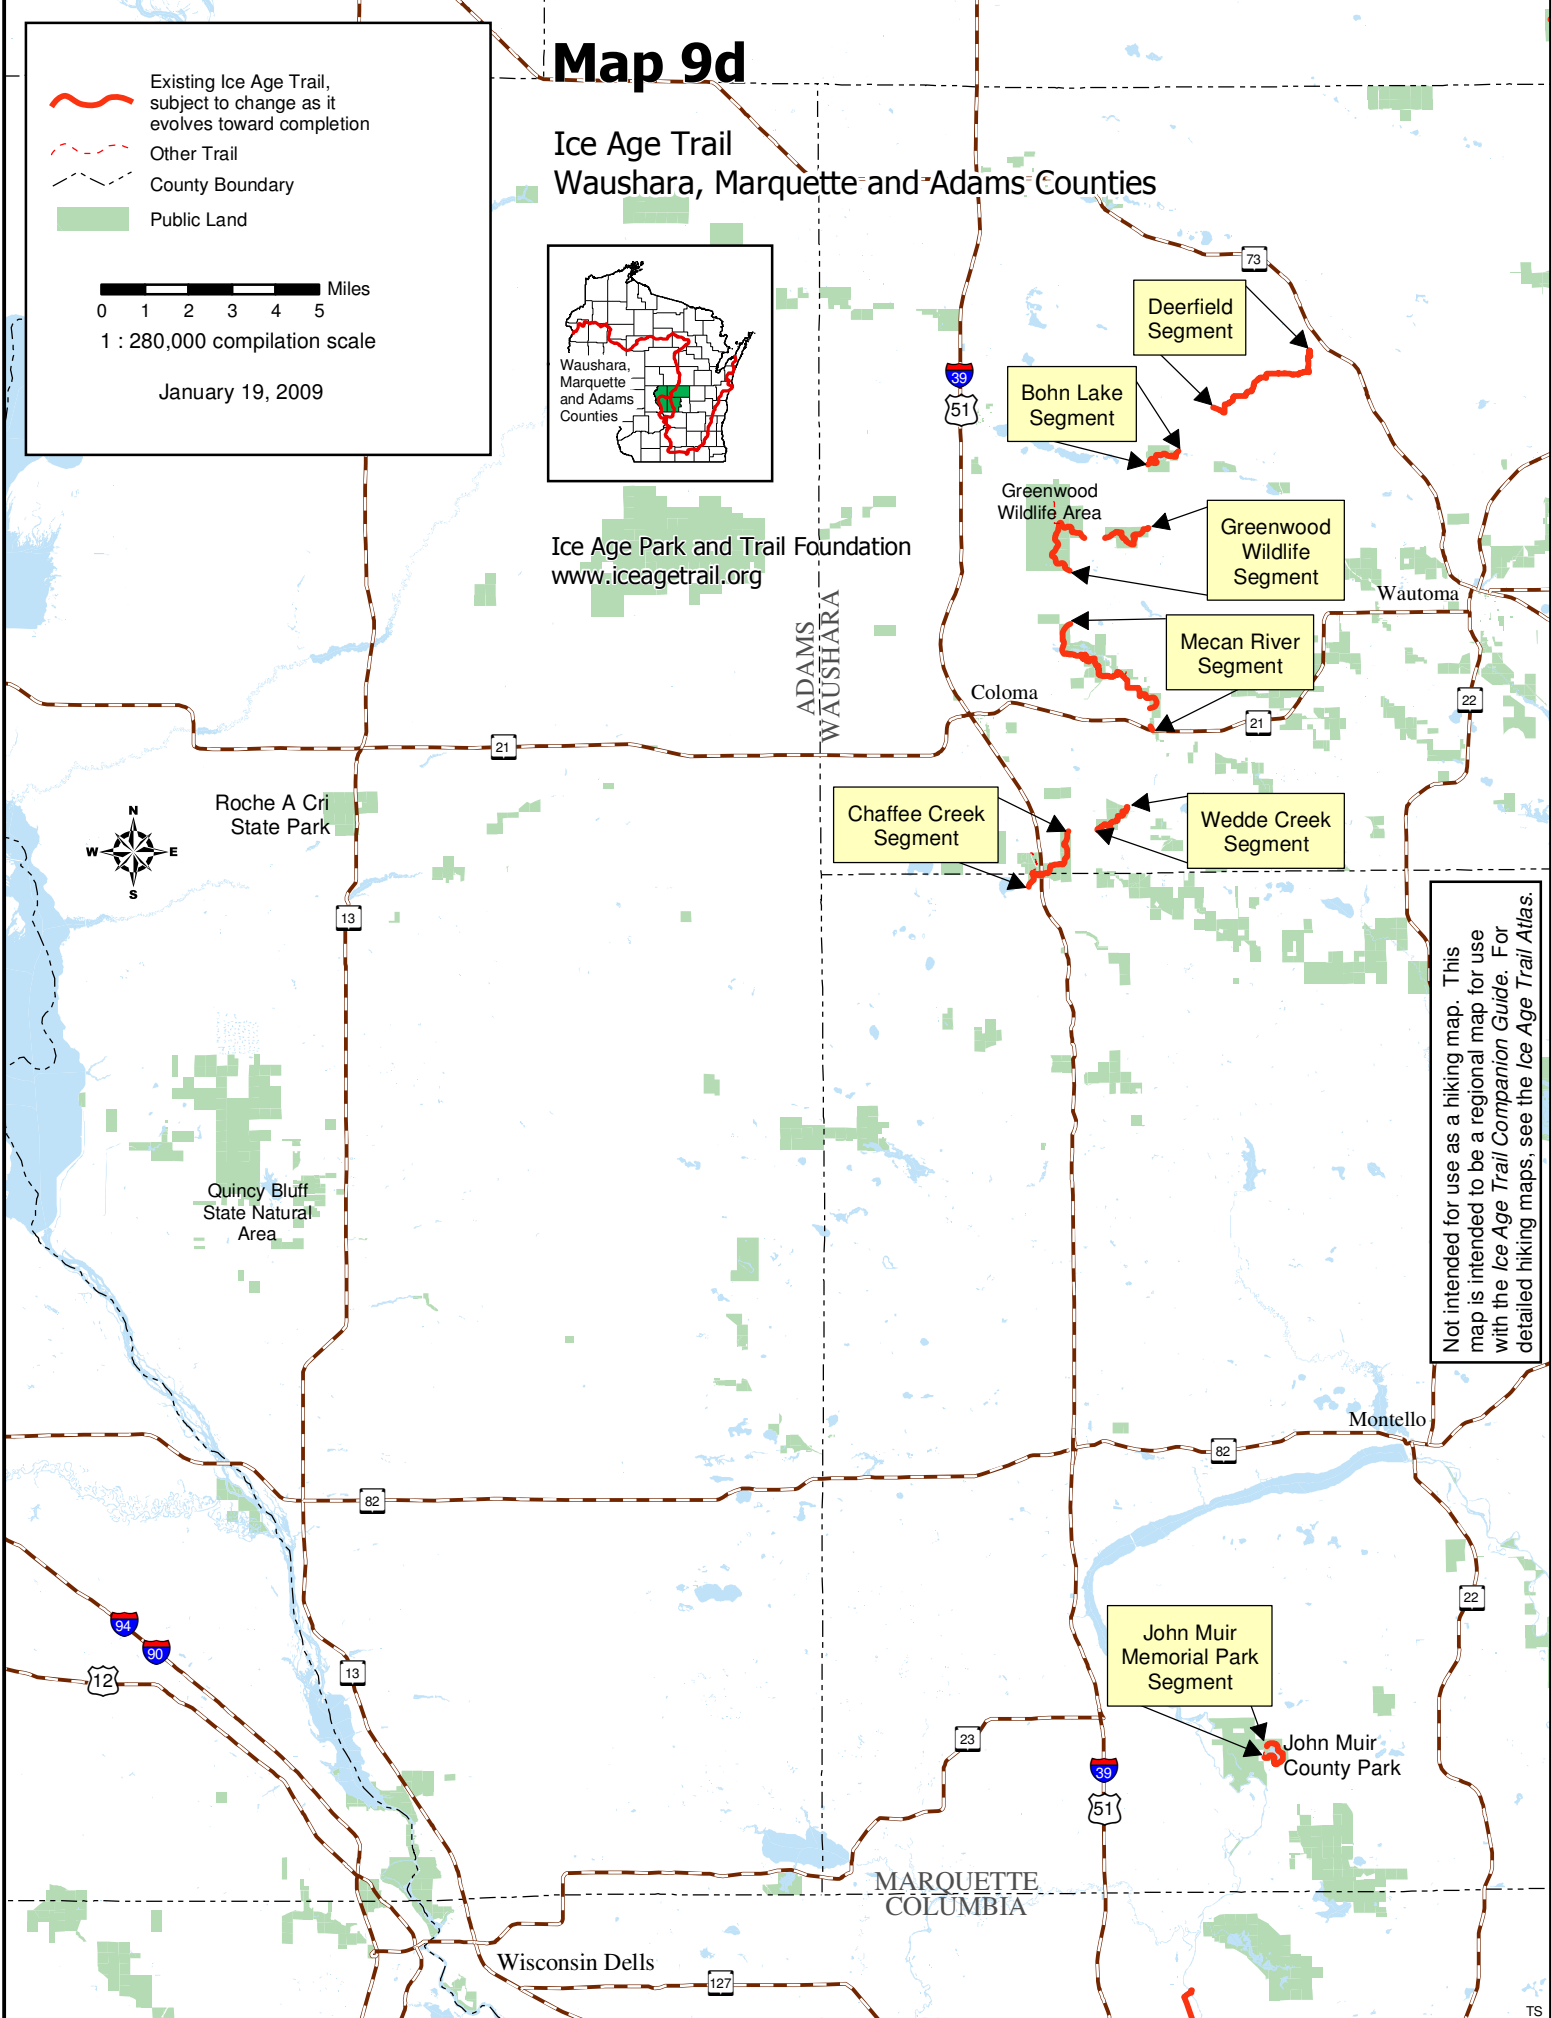 Map 9d
Ice Age Trail
Waushara, Marquette and Adams Counties
Existing Ice Age Trail,
subject to change as it
evolves toward completion
Other Trail
County Boundary
Public Land
Miles
0 1 2 3 4 5
1 : 280,000 compilation scale
January 19, 2009
Waushara,
Marquette
and Adams
Counties
Ice Age Park and Trail Foundation
www.iceagetrail.org
73
Deerfield
Segment
39
51
Bohn Lake
Segment
Greenwood
Wildlife Area
Greenwood
Wildlife
Segment
Wautoma
ADAMS
WAUSHARA
Mecan River
Segment
Coloma
22
21
21
Roche A Cri
State Park
N
W E
S
Chaffee Creek
Segment
Wedde Creek
Segment
13
Not intended for use as a hiking map. This
map is intended to be a regional map for use
with the Ice Age Trail Companion Guide. For
detailed hiking maps, see the Ice Age Trail Atlas.
Quincy Bluff
State Natural
Area
Montello
82
82
22
94
90
12
13
John Muir
Memorial Park
Segment
23
John Muir
County Park
39
51
MARQUETTE
COLUMBIA
Wisconsin Dells
127
TS